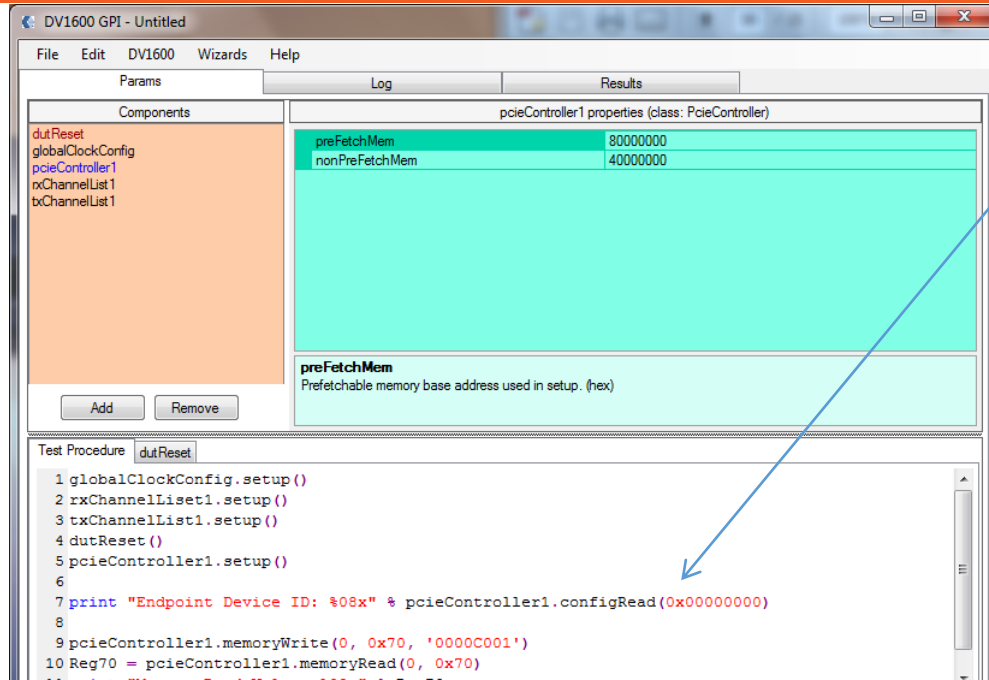 DV1600 GPI - Untitled
File Edit DV1600 Wizards Help
Params Log Results
Components
pcieController1 properties (class: PcieController)
dutReset
globalClockConfig
pcieController1
rxChannelList1
txChannelList1
preFetchMem 80000000
nonPreFetchMem 40000000
preFetchMem
Prefetchable memory base address used in setup. (hex)
Add Remove
Test Procedure dutReset
1 globalClockConfig.setup()
2 rxChannelLiset1.setup()
3 txChannelList1.setup()
4 dutReset()
5 pcieController1.setup()
6
7 print "Endpoint Device ID: %08x" % pcieController1.configRead(0x00000000)
8
9 pcieController1.memoryWrite(0, 0x70, '0000C001')
10 Reg70 = pcieController1.memoryRead(0, 0x70)